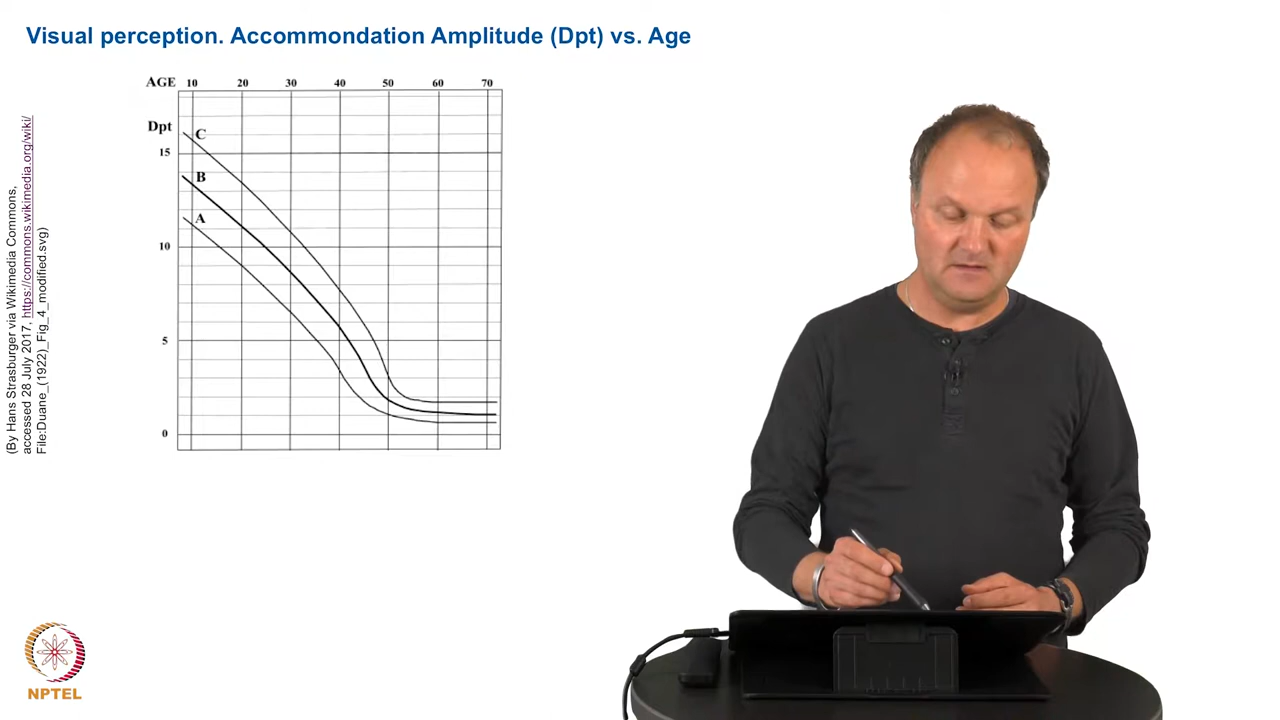 Visual perception. Accommondation Amplitude (Dpt) vs. Age
(By Hans Strasburger via Wikimedia Commons,
accessed 28 July 2017, https://commons.wikimedia.org/wiki/
File:Duane_(1922)_Fig_4_modified.svg)
AGE 10 20 30 40 50 60 70
Dpt
C
15
B
A
10
5
0
NPTEL